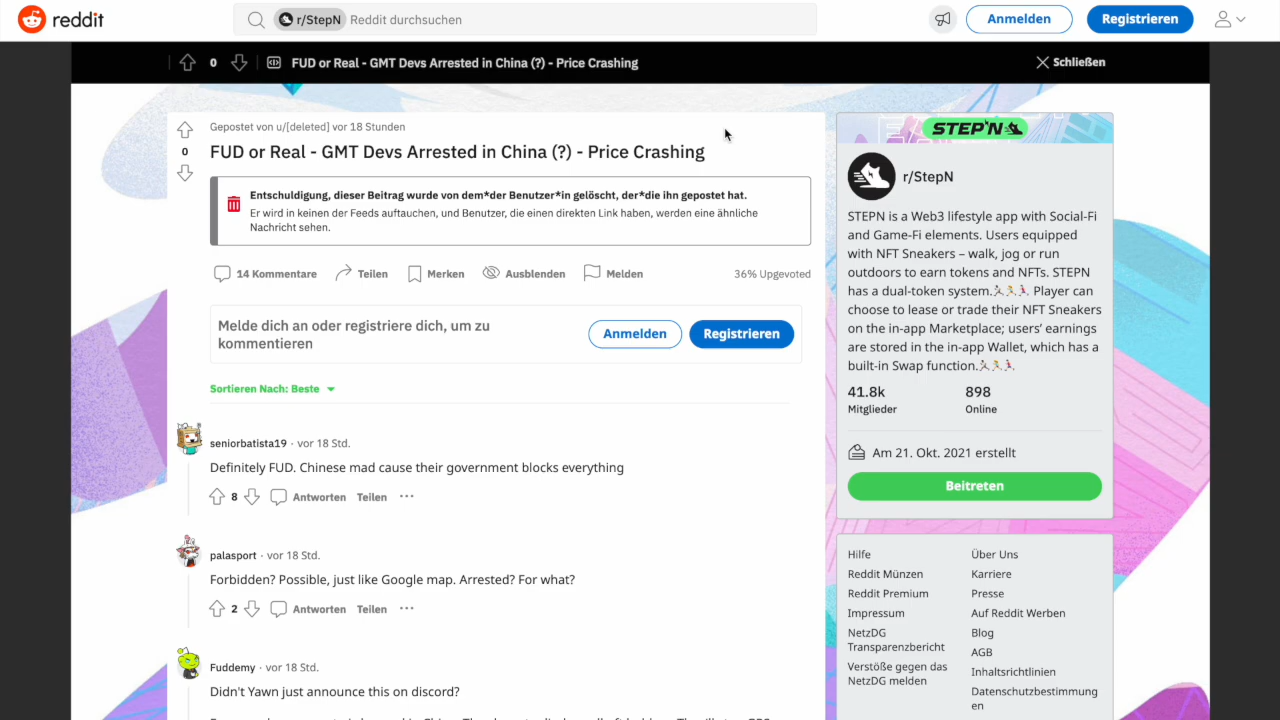 reddit
r/StepN Reddit durchsuchen
Anmelden
Registrieren
0
FUD or Real - GMT Devs Arrested in China (?) - Price Crashing
Schließen
Gepostet von u/[deleted] vor 18 Stunden
0
FUD or Real - GMT Devs Arrested in China (?) - Price Crashing
Entschuldigung, dieser Beitrag wurde von dem*der Benutzer*in gelöscht, der*die ihn gepostet hat.
Er wird in keinen der Feeds auftauchen, und Benutzer, die einen direkten Link haben, werden eine ähnliche
Nachricht sehen.
14 Kommentare
Teilen
Merken
Ausblenden
Melden
36% Upgevoted
Melde dich an oder registriere dich, um zu
kommentieren
Anmelden
Registrieren
Sortieren Nach: Beste
seniorbatista19 · vor 18 Std.
Definitely FUD. Chinese mad cause their government blocks everything
8 Antworten Teilen ···
palasport · vor 18 Std.
Forbidden? Possible, just like Google map. Arrested? For what?
2 Antworten Teilen ···
Fuddemy · vor 18 Std.
Didn't Yawn just announce this on discord?
STEP'N
r/StepN
STEPN is a Web3 lifestyle app with Social-Fi
and Game-Fi elements. Users equipped
with NFT Sneakers – walk, jog or run
outdoors to earn tokens and NFTs. STEPN
has a dual-token system. Player can
choose to lease or trade their NFT Sneakers
on the in-app Marketplace; users' earnings
are stored in the in-app Wallet, which has a
built-in Swap function.
41.8k
Mitglieder
898
Online
Am 21. Okt. 2021 erstellt
Beitreten
Hilfe
Reddit Münzen
Reddit Premium
Impressum
NetzDG
Transparenzbericht
Verstöße gegen das
NetzDG melden
Über Uns
Karriere
Presse
Auf Reddit Werben
Blog
AGB
Inhaltsrichtlinien
Datenschutzbestimmung
en